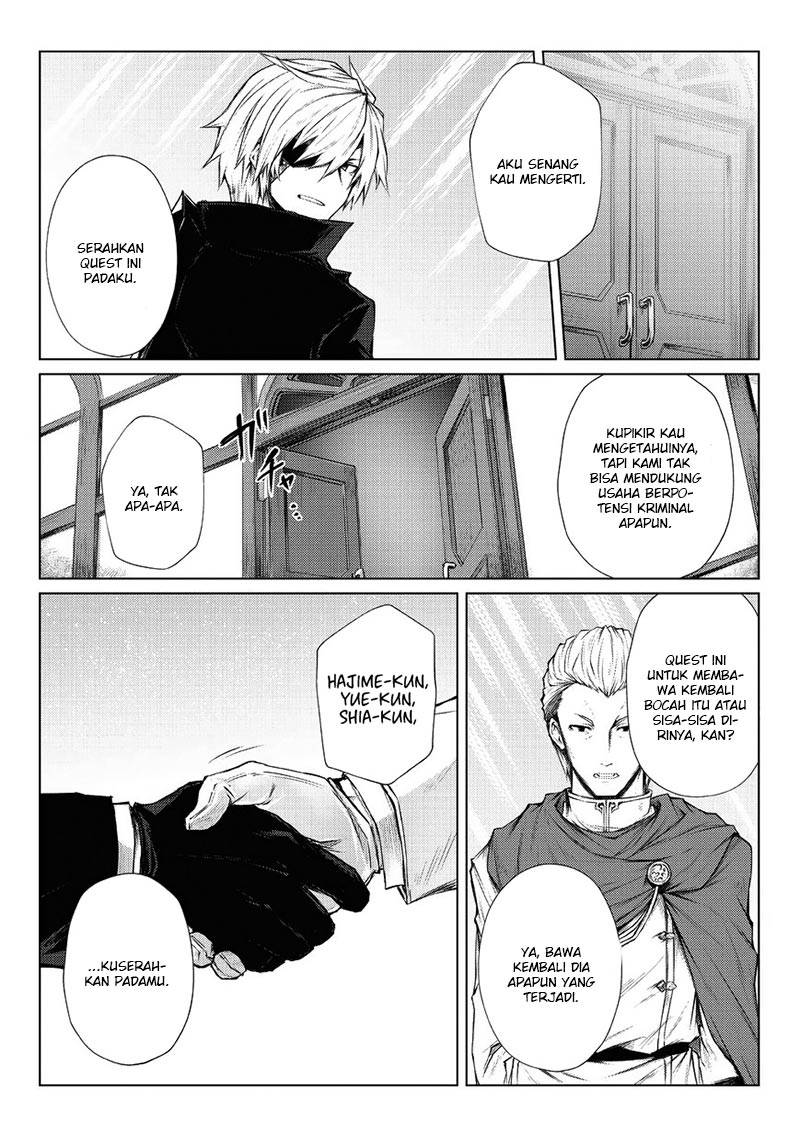 AKU SENANG
KAU MENGERTI.
SERAHKAN
QUEST INI
PADAKU.
KUPIKIR KAU
MENGETAHUINYA,
TAPI KAMI TAK
BISA MENDUKUNG
USAHA BERPO-
TENSI KRIMINAL
APAPUN.
ガチャ
YA, TAK
APA-APA.
QUEST INI
UNTUK MEMBA-
WA KEMBALI
BOCAH ITU ATAU
SISA-SISA DI-
RINYA, KAN?
YA, BAWA
KEMBALI DIA
APAPUN YANG
TERJADI.
HAJIME-KUN,
YUE-KUN,
SHIA-KUN,
...KUSERAH-
KAN PADAMU.